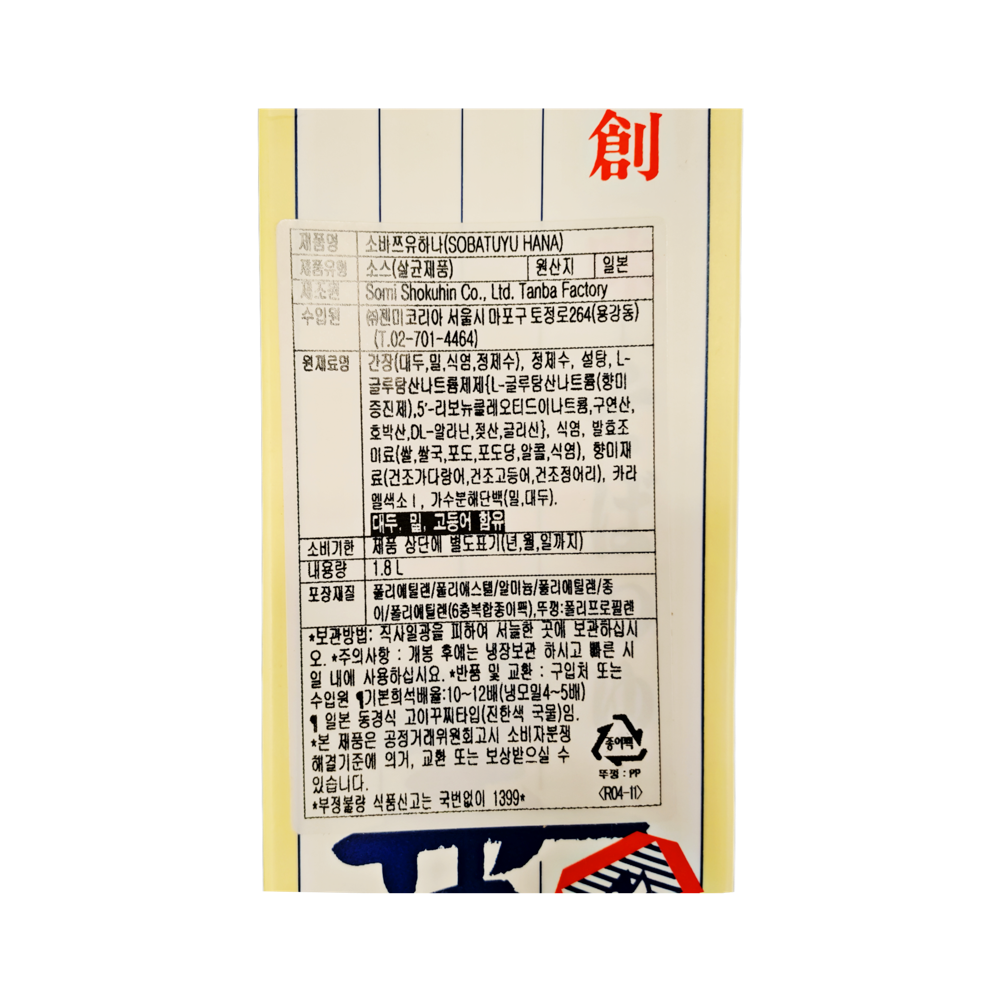 創
제품명 소바쯔유하나(SOBATUYU HANA)
제품유형 소스(살균제품) 원산지 일본
제조원 Somi Shokuhin Co., Ltd. Tanba Factory
수입원 ㈜젠미코리아 서울시 마포구 토정로264(용강동)
(T.02-701-4464)
원재료명 간장(대두,밀,식염,정제수), 정제수, 설탕, L-
글루탐산나트륨제제{L-글루탐산나트륨(향미
증진제),5'-리보뉴클레오티드이나트륨,구연산,
호박산,DL-알라닌,젖산,글리신}, 식염, 발효조
미료(쌀,쌀국,포도,포도당,알콜,식염), 향미재
료(건조가다랑어,건조고등어,건조정어리), 카라
멜색소Ⅰ, 가수분해단백(밀,대두).
대두, 밀, 고등어 함유
소비기한 제품 상단에 별도표기(년,월,일까지)
내용량 1.8 L
포장재질 폴리에틸렌/폴리에스텔/알미늄/폴리에틸렌/종
이/폴리에틸렌(6층복합종이팩),뚜껑:폴리프로필렌
*보관방법: 직사일광을 피하여 서늘한 곳에 보관하십시
오. *주의사항 : 개봉 후에는 냉장보관 하시고 빠른 시
일 내에 사용하십시요. *반품 및 교환 : 구입처 또는
수입원 ¶기본희석배율:10~12배(냉모밀4~5배)
¶ 일본 동경식 고이꾸찌타입(진한색 국물)임.
*본 제품은 공정거래위원회고시 소비자분쟁
해결기준에 의거, 교환 또는 보상받으실 수
있습니다.
*부정불량 식품신고는 국번없이 1399*
종이팩
뚜껑 : PP
<R04-11>